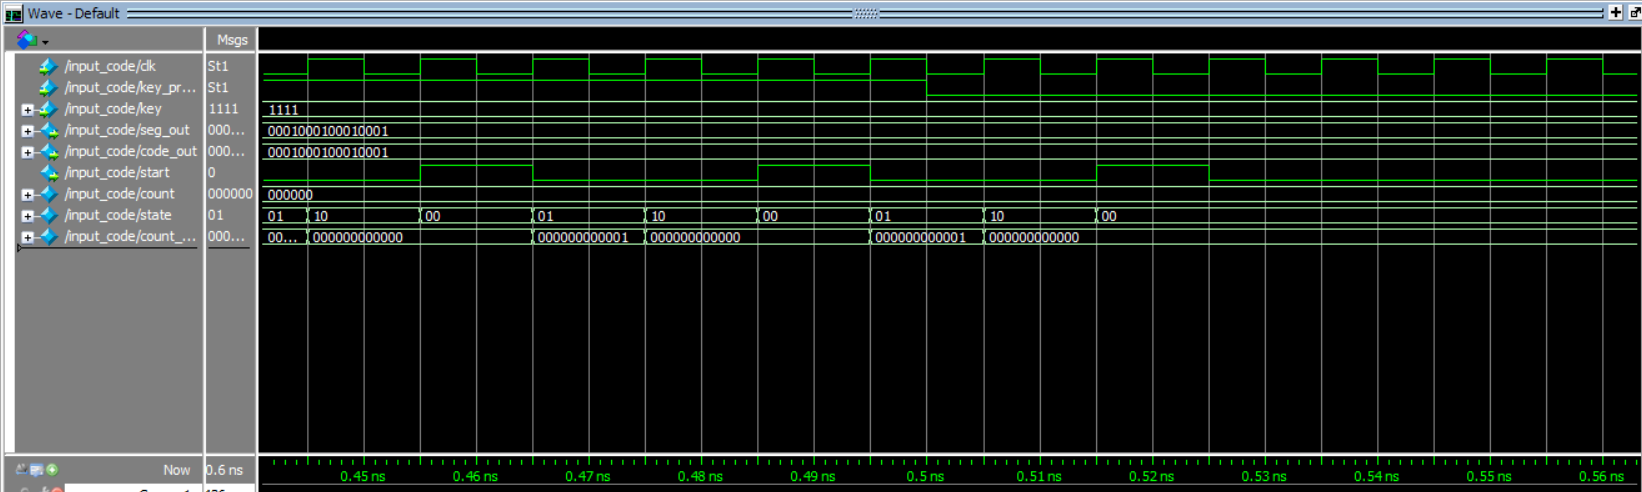 Wave - Default
Msgs
/input_code/clk St1
/input_code/key_pr... St1
/input_code/key 1111 1111
/input_code/seg_out 000... 0001000100010001
/input_code/code_out 000... 0001000100010001
/input_code/start 0
/input_code/count 000000 000000
/input_code/state 01 01 10 00 01 10 00 01 10 00
/input_code/count_... 000... 00... 000000000000 000000000001 000000000000 000000000001 000000000000
Now 0.6 ns 0.45 ns 0.46 ns 0.47 ns 0.48 ns 0.49 ns 0.5 ns 0.51 ns 0.52 ns 0.53 ns 0.54 ns 0.55 ns 0.56 ns